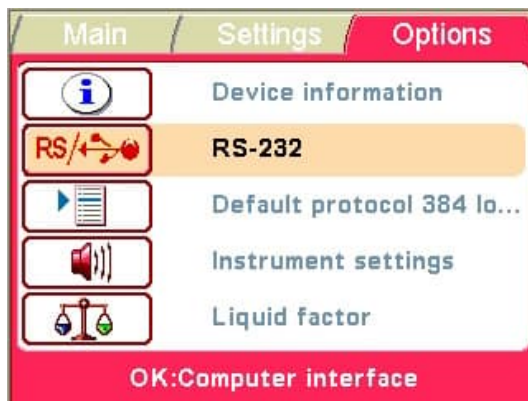 Main Settings Options
Device information
RS/ RS-232
Default protocol 384 lo...
Instrument settings
Liquid factor
OK:Computer interface